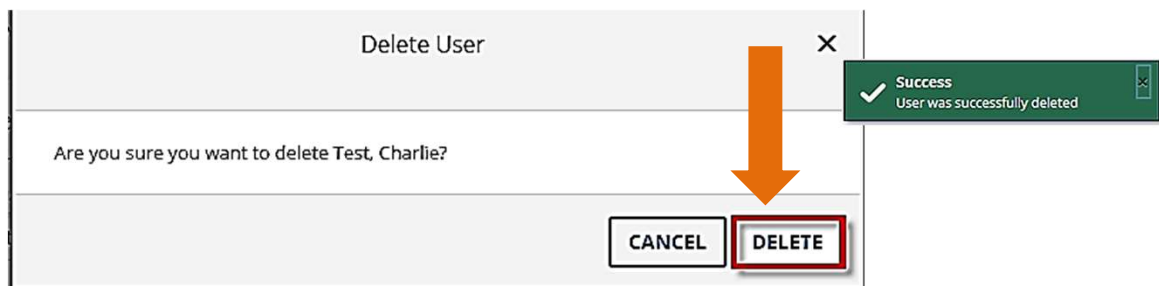 Delete User
Success
User was successfully deleted
Are you sure you want to delete Test, Charlie?
CANCEL DELETE